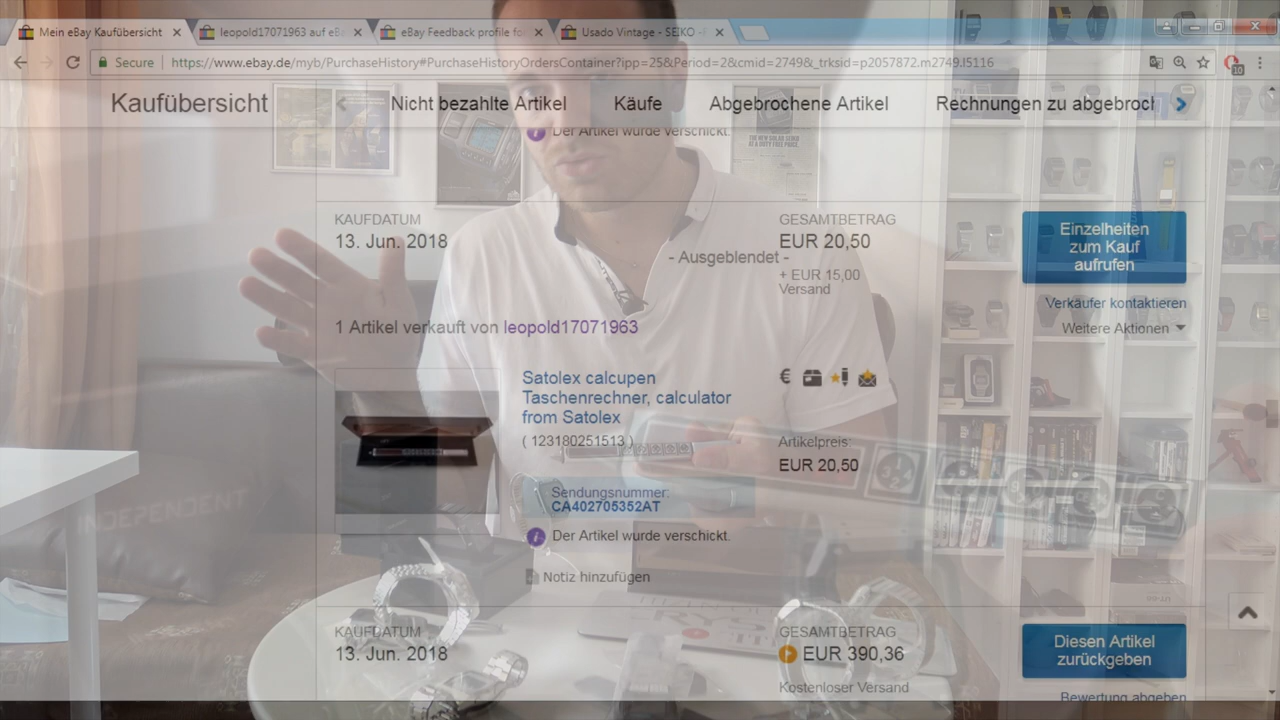 Mein eBay Kaufübersicht
leopold17071963 auf eBa
eBay Feedback profile for
Usado Vintage - SEIKO -
Secure
https://www.ebay.de/myb/PurchaseHistory#PurchaseHistoryOrdersContainer?ipp=25&Period=2&cmid=2749&_trksid=p2057872.m2749.l5116
10
Kaufübersicht
Nicht bezahlte Artikel
Käufe
Abgebrochene Artikel
Rechnungen zu abgebroch
Der Artikel wurde verschickt.
KAUFDATUM
13. Jun. 2018
- Ausgeblendet -
GESAMTBETRAG
EUR 20,50
+ EUR 15,00
Versand
Einzelheiten
zum Kauf
aufrufen
Verkäufer kontaktieren
Weitere Aktionen
1 Artikel verkauft von leopold17071963
Satolex calcupen
Taschenrechner, calculator
from Satolex
( 123180251513 )
Artikelpreis:
EUR 20,50
Sendungsnummer:
CA402705352AT
Der Artikel wurde verschickt.
Notiz hinzufügen
INDEPENDENT
KAUFDATUM
13. Jun. 2018
GESAMTBETRAG
EUR 390,36
Kostenloser Versand
Diesen Artikel
zurückgeben
Bewertung abgeben